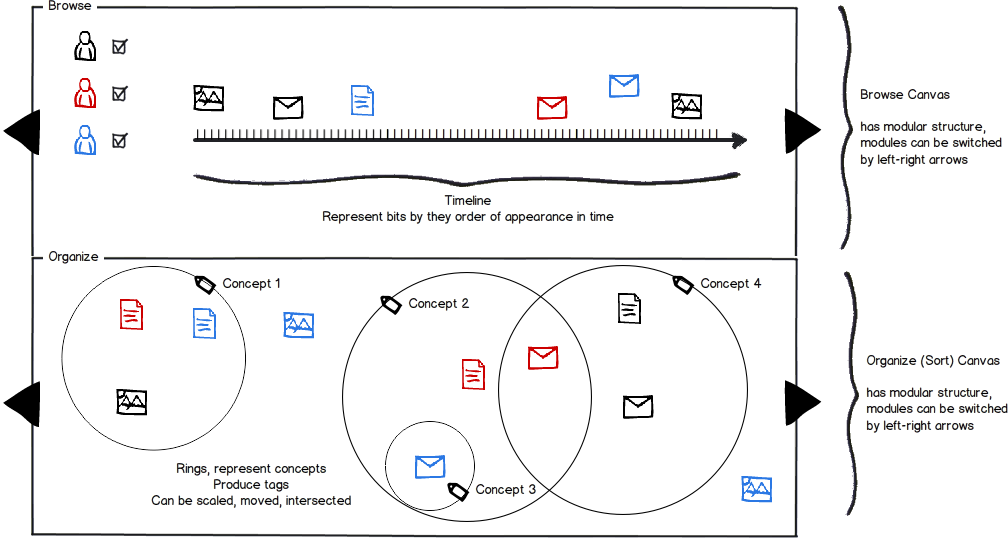 Browse
Timeline
Represent bits by they order of appearance in time
Browse Canvas
has modular structure,
modules can be switched
by left-right arrows
Organize
Concept 1
Concept 2
Concept 4
Concept 3
Rings, represent concepts
Produce tags
Can be scaled, moved, intersected
Organize (Sort) Canvas
has modular structure,
modules can be switched
by left-right arrows